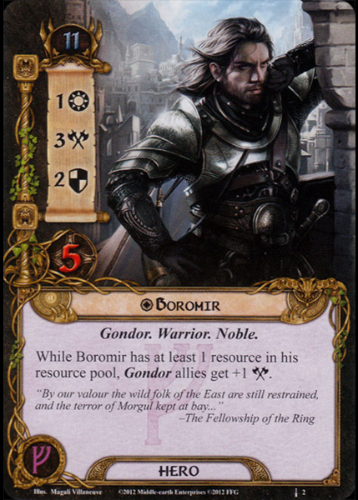 11
1
3
2
5
Boromir
Gondor. Warrior. Noble.
While Boromir has at least 1 resource in his
resource pool, Gondor allies get +1 .
“By our valour the wild folk of the East are still restrained,
and the terror of Morgul kept at bay...”
–The Fellowship of the Ring
HERO
Illus. Magali Villeneuve ©2012 Middle-earth Enterprises ©2012 FFG 2